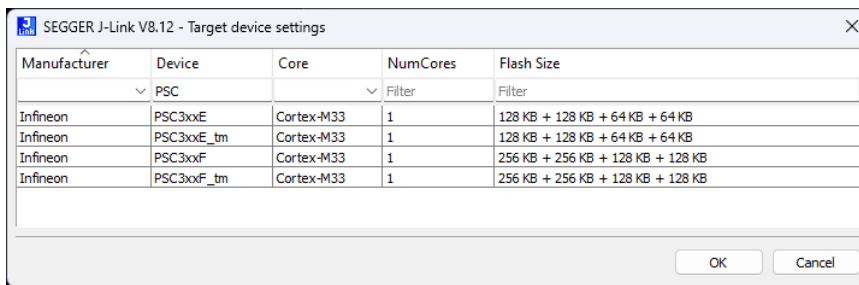 J Link SEGGER J-Link V8.12 - Target device settings
Manufacturer Device Core NumCores Flash Size
PSC Filter Filter
Infineon PSC3xxE Cortex-M33 1 128 KB + 128 KB + 64 KB + 64 KB
Infineon PSC3xxE_tm Cortex-M33 1 128 KB + 128 KB + 64 KB + 64 KB
Infineon PSC3xxF Cortex-M33 1 256 KB + 256 KB + 128 KB + 128 KB
Infineon PSC3xxF_tm Cortex-M33 1 256 KB + 256 KB + 128 KB + 128 KB
OK Cancel